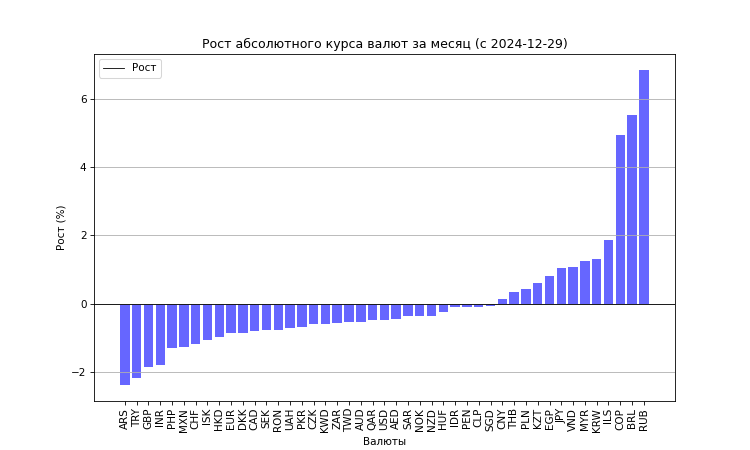 Рост абсолютного курса валют за месяц (с 2024-12-29)
Рост
6
4
2
0
−2
Рост (%)
ARS TRY GBP INR PHP MXN CHF ISK HKD EUR DKK CAD SEK RON UAH PKR CZK KWD ZAR TWD AUD QAR USD AED SAR NOK NZD HUF IDR PEN CLP SGD CNY THB PLN KZT EGP JPY VND MYR KRW ILS COP BRL RUB
Валюты